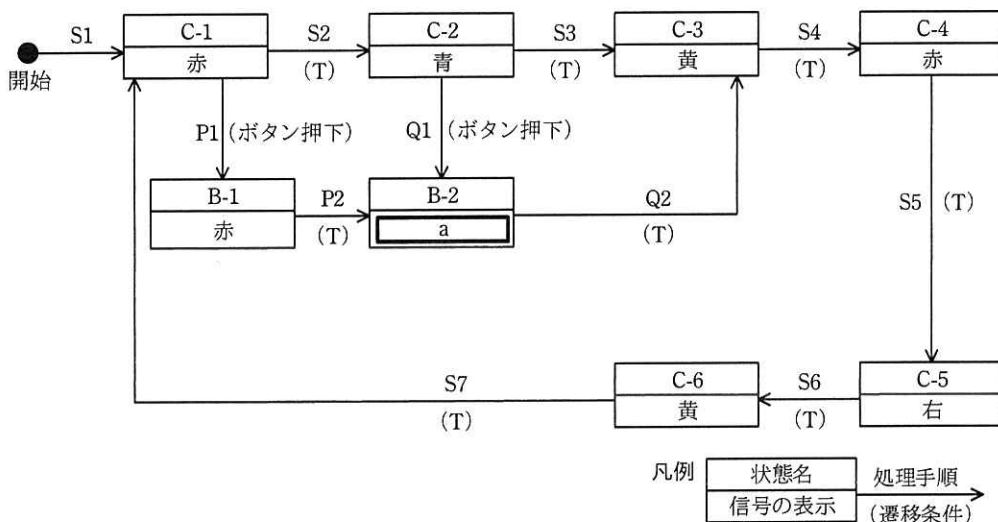 S1
開始
C-1
赤
S2
(T)
C-2
青
S3
(T)
C-3
黄
S4
(T)
C-4
赤
P1 (ボタン押下)
Q1 (ボタン押下)
B-1
赤
P2
(T)
B-2
a
Q2
(T)
S5 (T)
S7
(T)
C-6
黄
S6
(T)
C-5
右
凡例
状態名
信号の表示
処理手順
(遷移条件)